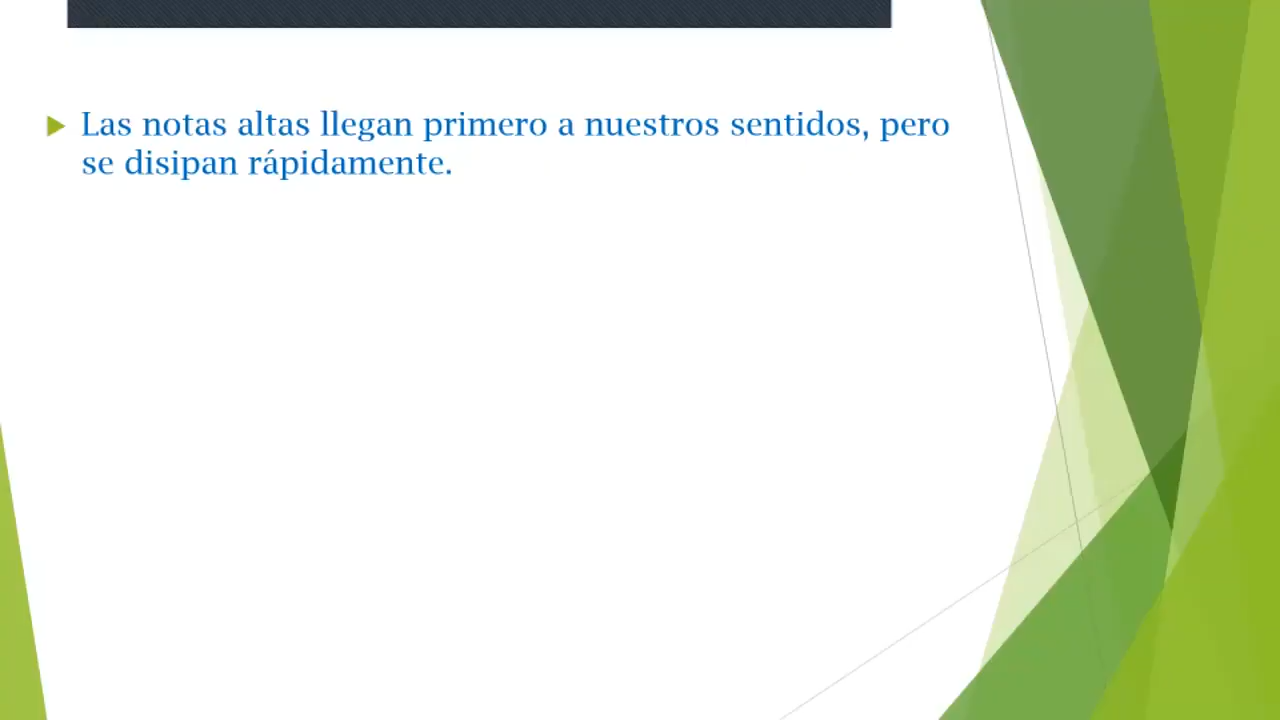 Las notas altas llegan primero a nuestros sentidos, pero
se disipan rápidamente.